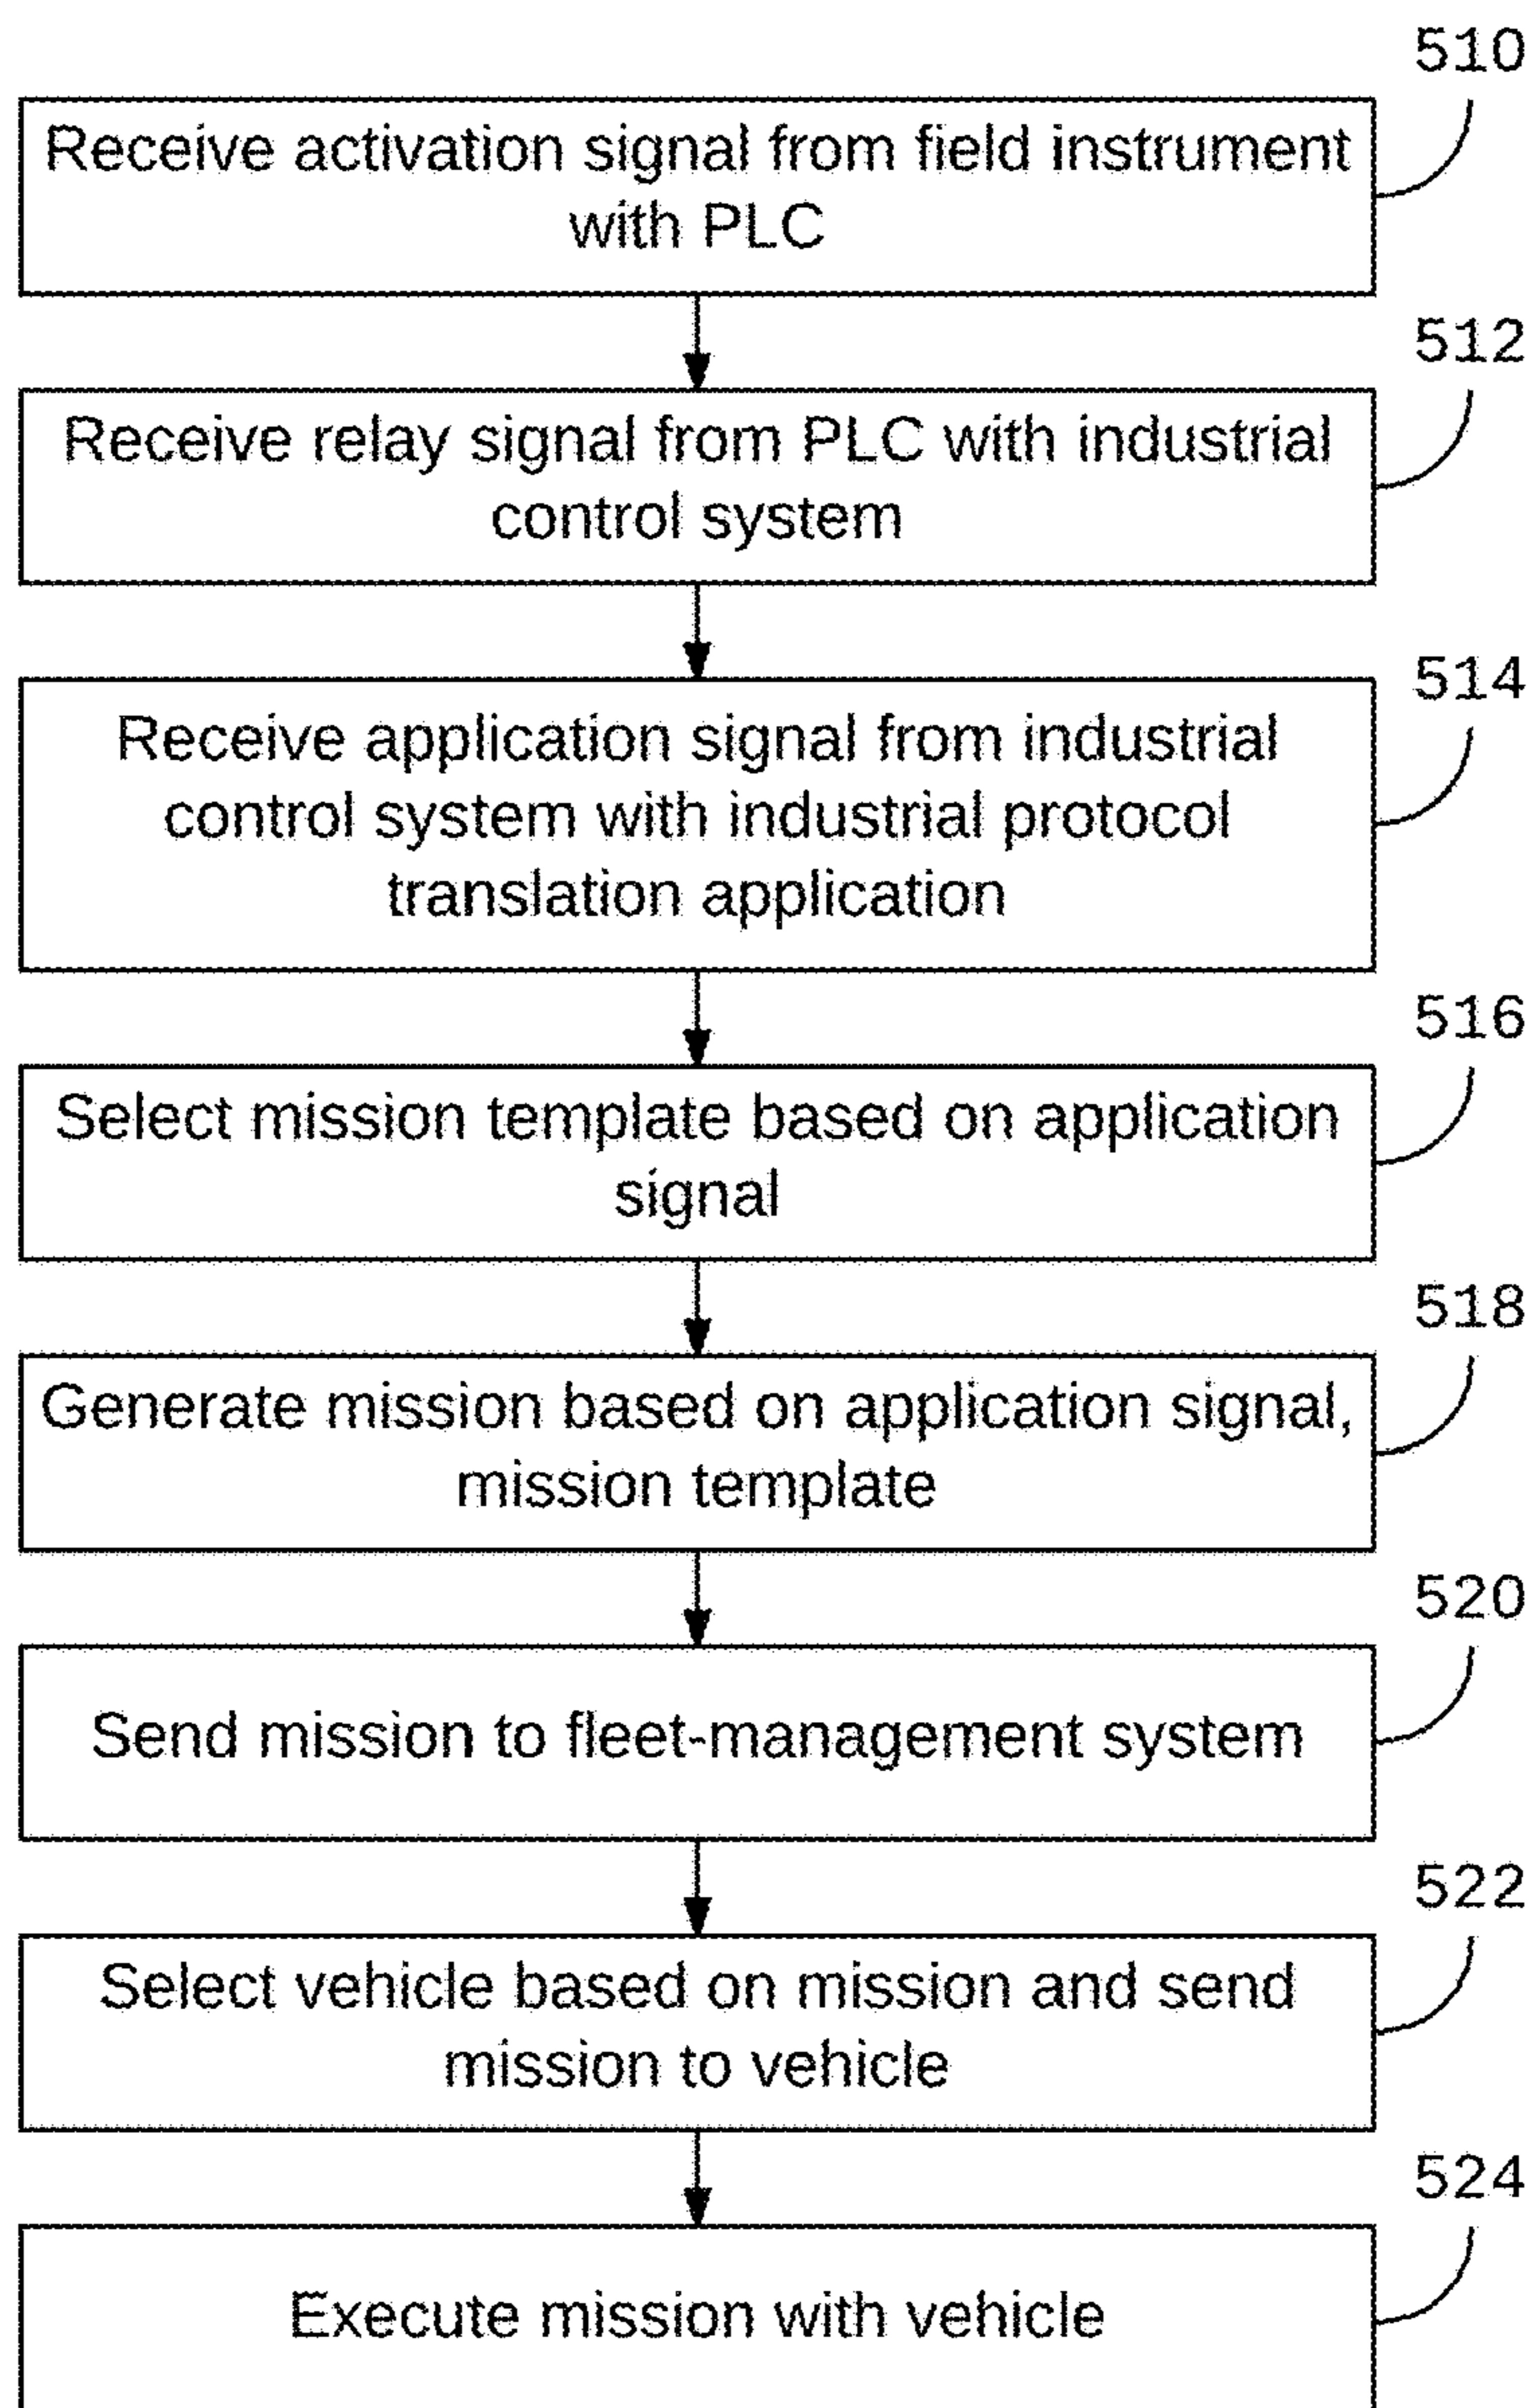 510
Receive activation signal from field instrument
with PLC
512
Receive relay signal from PLC with industrial
control system
514
Receive application signal from industrial
control system with industrial protocol
translation application
516
Select mission template based on application
signal
518
Generate mission based on application signal,
mission template
520
Send mission to fleet-management system
522
Select vehicle based on mission and send
mission to vehicle
524
Execute mission with vehicle